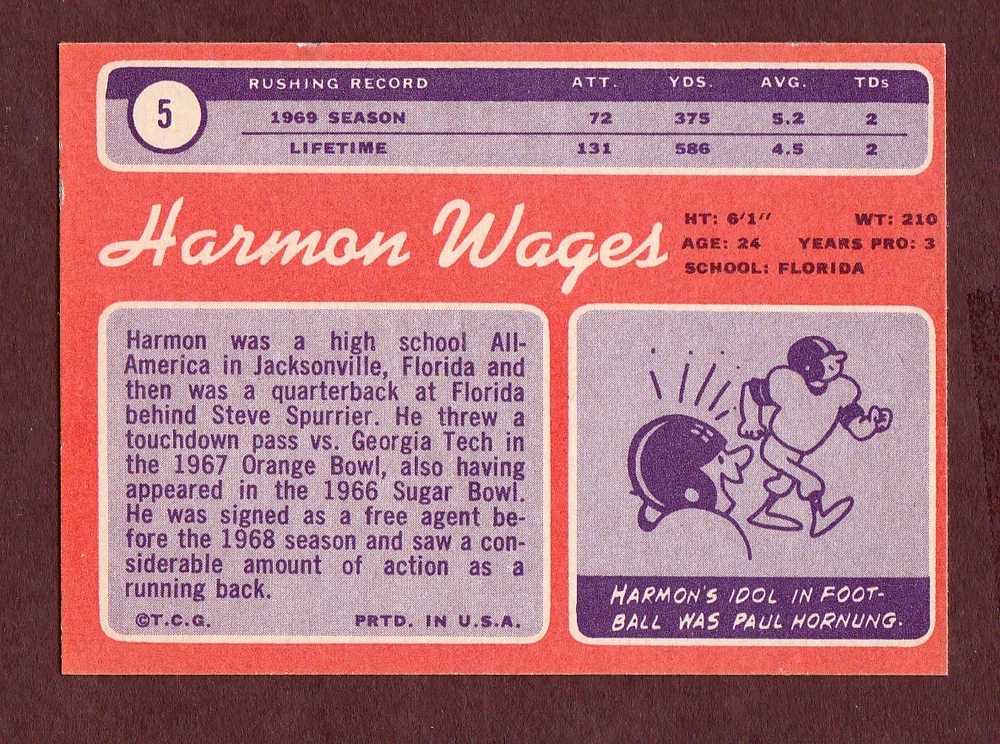 5
RUSHING RECORD ATT. YDS. AVG. TDs
1969 SEASON 72 375 5.2 2
LIFETIME 131 586 4.5 2
Harmon Wages
HT: 6'1" WT: 210
AGE: 24 YEARS PRO: 3
SCHOOL: FLORIDA
Harmon was a high school All-
America in Jacksonville, Florida and
then was a quarterback at Florida
behind Steve Spurrier. He threw a
touchdown pass vs. Georgia Tech in
the 1967 Orange Bowl, also having
appeared in the 1966 Sugar Bowl.
He was signed as a free agent be-
fore the 1968 season and saw a con-
siderable amount of action as a
running back.
©T.C.G. PRTD. IN U.S.A.
HARMON'S IDOL IN FOOT-
BALL WAS PAUL HORNUNG.